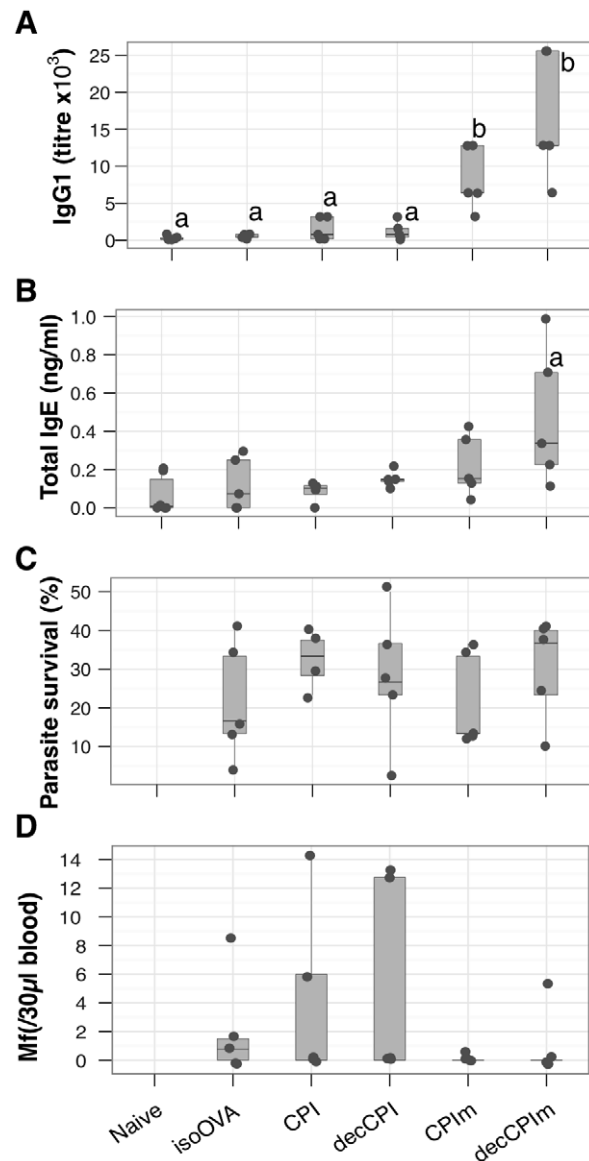 A
IgG1 (titre x10³)
25
20
15
10
5
0
a
a
a
a
b
b
B
Total IgE (ng/ml)
1.0
0.8
0.6
0.4
0.2
0.0
a
C
Parasite survival (%)
50
40
30
20
10
D
Mf(/30µl blood)
14
12
10
8
6
4
2
0
Naive
isoOVA
CPI
decCPI
CPIm
decCPIm